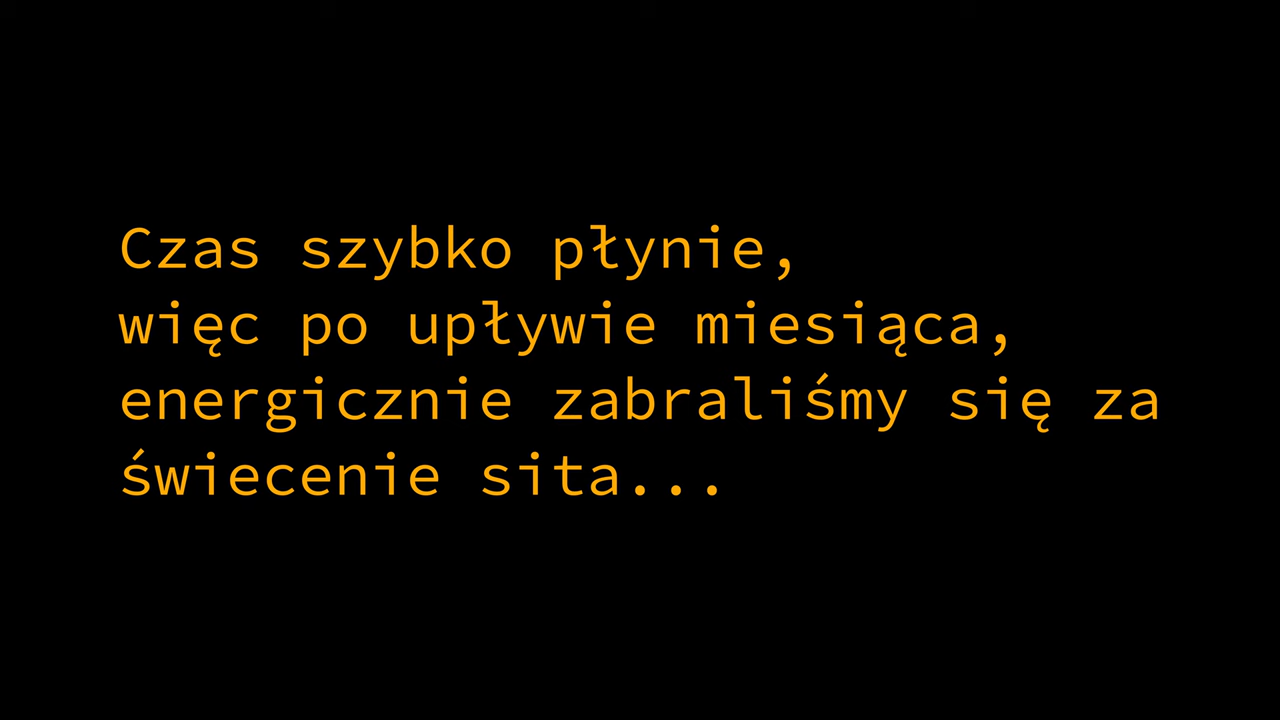 Czas szybko płynie,
więc po upływie miesiąca,
energicznie zabraliśmy się za
świecenie sita...